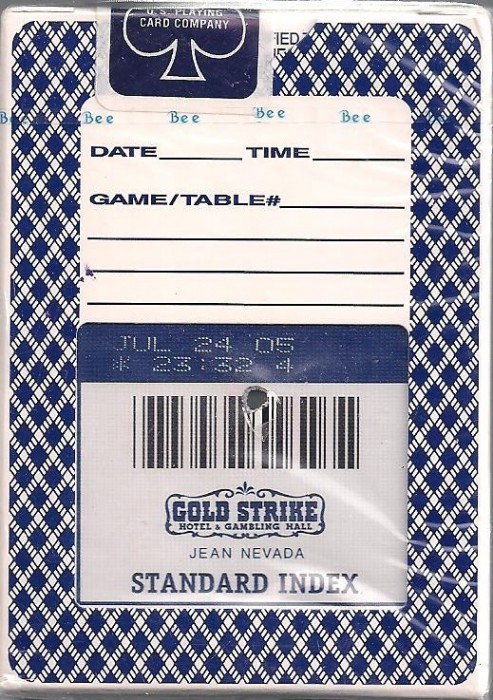 U.S. PLAYING
CARD COMPANY
Bee Bee Bee Bee
DATE TIME
GAME/TABLE#
JUL 24 05
* 23:32 4
GOLD STRIKE
HOTEL & GAMBLING HALL
JEAN NEVADA
STANDARD INDEX